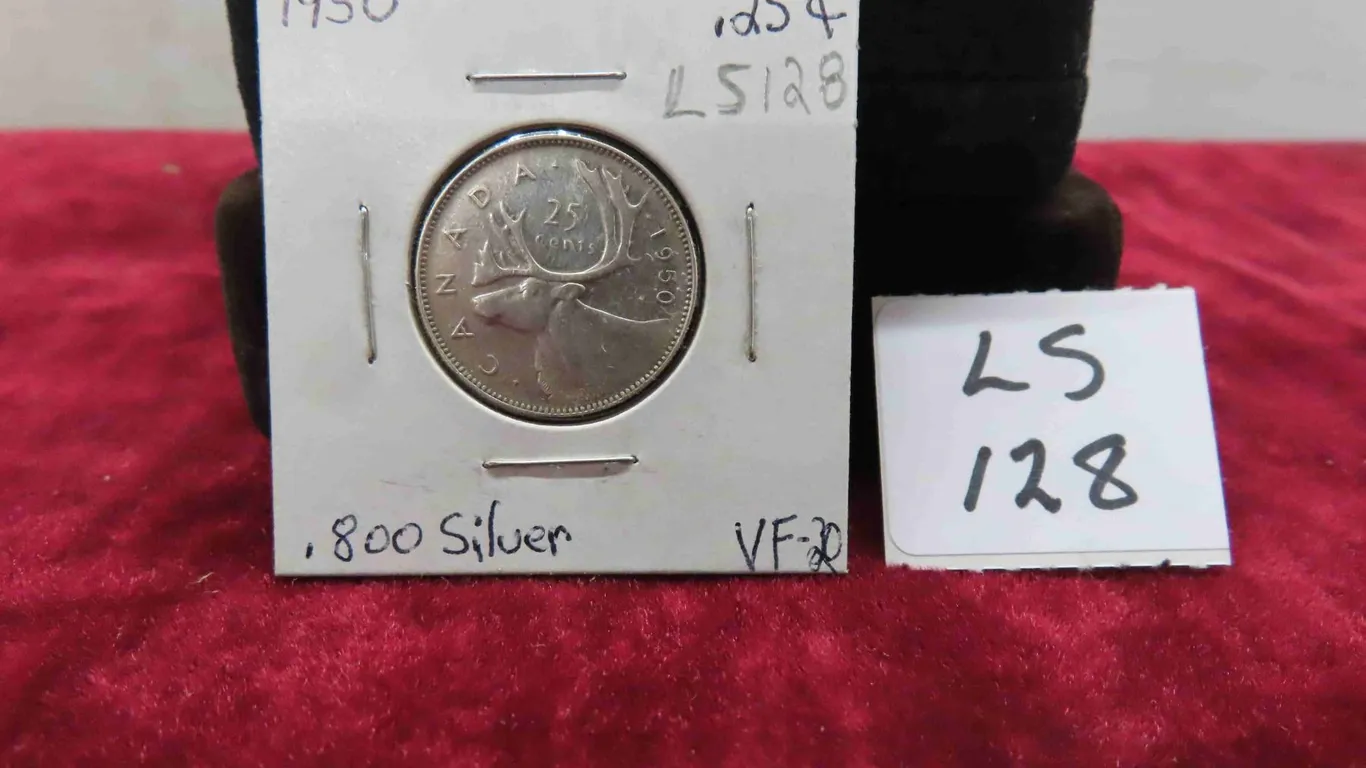 1950
.25¢
LS128
CANADA · 1950
25
cents
.800 Silver
VF-20
LS
128